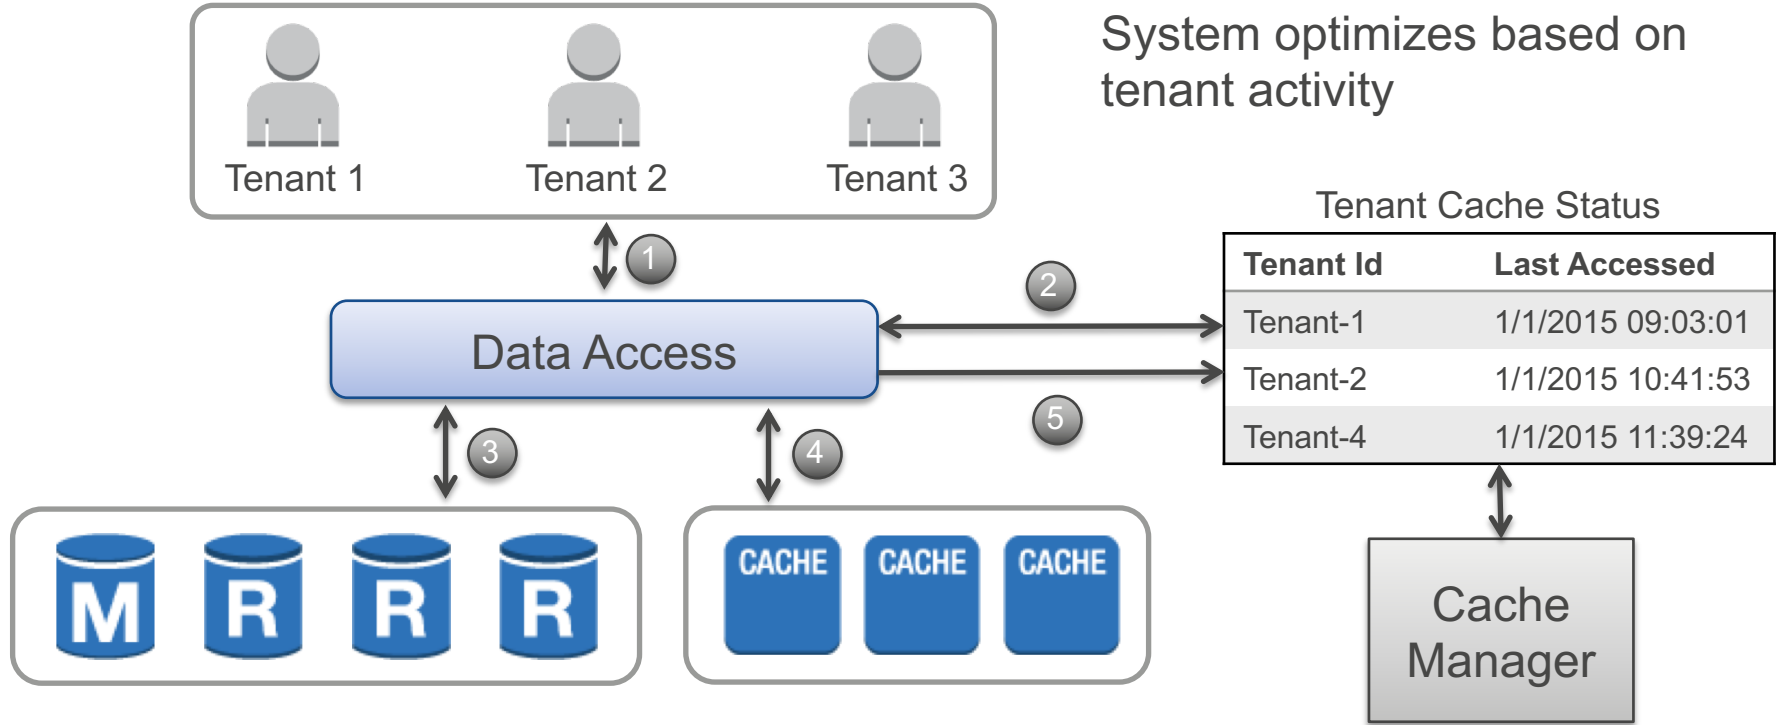 System optimizes based on
tenant activity
Tenant 1
Tenant 2
Tenant 3
1
Data Access
2
5
3
4
M
R
R
R
CACHE
CACHE
CACHE
Tenant Cache Status
Tenant Id Last Accessed
Tenant-1 1/1/2015 09:03:01
Tenant-2 1/1/2015 10:41:53
Tenant-4 1/1/2015 11:39:24
Cache
Manager